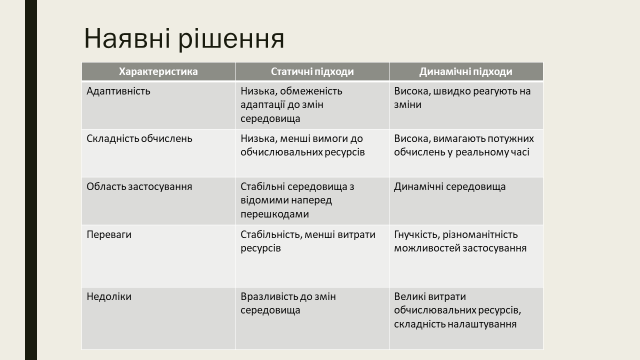 Наявні рішення
Характеристика Статичні підходи Динамічні підходи
Адаптивність Низька, обмеженість Висока, швидко реагують на
адаптації до змін зміни
середовища
Складність обчислень Низька, менші вимоги до Висока, вимагають потужних
обчислювальних ресурсів обчислень у реальному часі
Область застосування Стабільні середовища з Динамічні середовища
відомими наперед
перешкодами
Переваги Стабільність, менші витрати Гнучкість, різноманітність
ресурсів можливостей застосування
Недоліки Вразливість до змін Великі витрати
середовища обчислювальних ресурсів,
складність налаштування